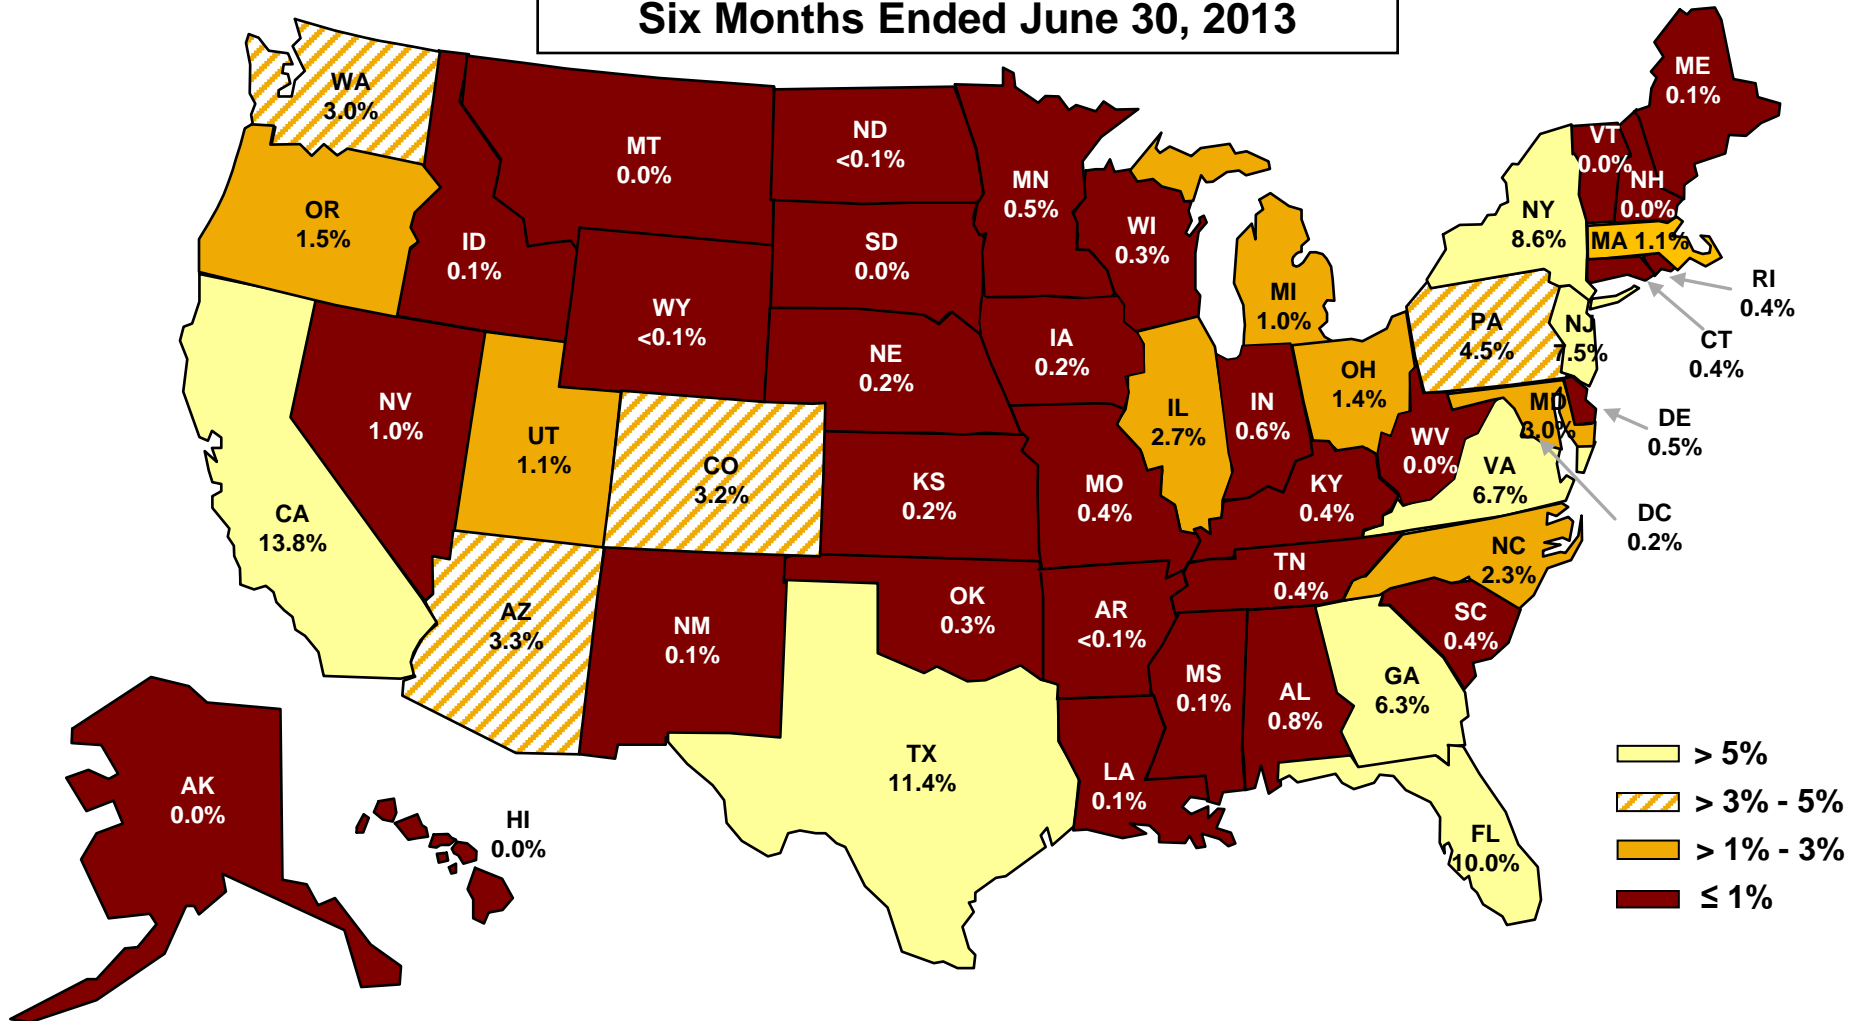 Six Months Ended June 30, 2013
WA
3.0%
OR
1.5%
CA
13.8%
NV
1.0%
ID
0.1%
MT
0.0%
WY
<0.1%
UT
1.1%
CO
3.2%
AZ
3.3%
NM
0.1%
ND
<0.1%
SD
0.0%
NE
0.2%
KS
0.2%
OK
0.3%
TX
11.4%
MN
0.5%
IA
0.2%
MO
0.4%
AR
<0.1%
LA
0.1%
WI
0.3%
IL
2.7%
MI
1.0%
IN
0.6%
OH
1.4%
KY
0.4%
TN
0.4%
MS
0.1%
AL
0.8%
GA
6.3%
FL
10.0%
SC
0.4%
NC
2.3%
VA
6.7%
WV
0.0%
PA
4.5%
NY
8.6%
NJ
7.5%
MD
3.0%
VT
0.0%
NH
0.0%
ME
0.1%
MA 1.1%
RI
0.4%
CT
0.4%
DE
0.5%
DC
0.2%
AK
0.0%
HI
0.0%
> 5%
> 3% - 5%
> 1% - 3%
≤ 1%